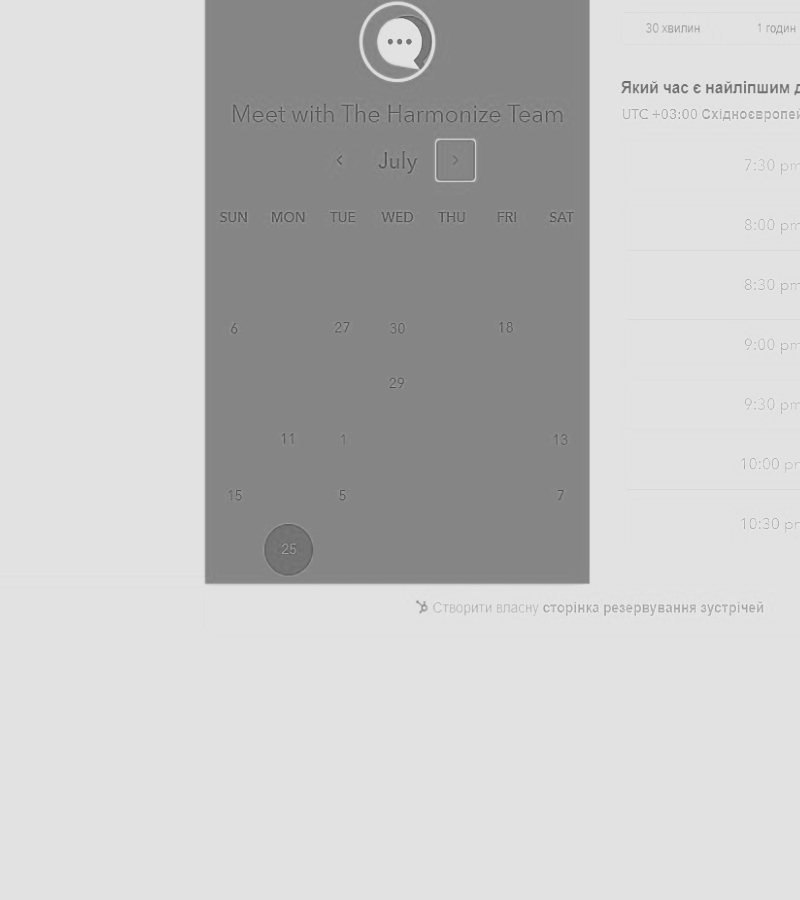 30 хвилин 1 годин
Meet with The Harmonize Team
Який час є найліпшим
UTC +03:00 Східноєвропей
July
SUN MON TUE WED THU FRI SAT
7:30 pm
8:00 pm
8:30 pm
9:00 pm
9:30 pm
10:00 pm
10:30 pm
6 27 30 18
29
11 1 13
15 5 7
25
Створити власну сторінка резервування зустрічей